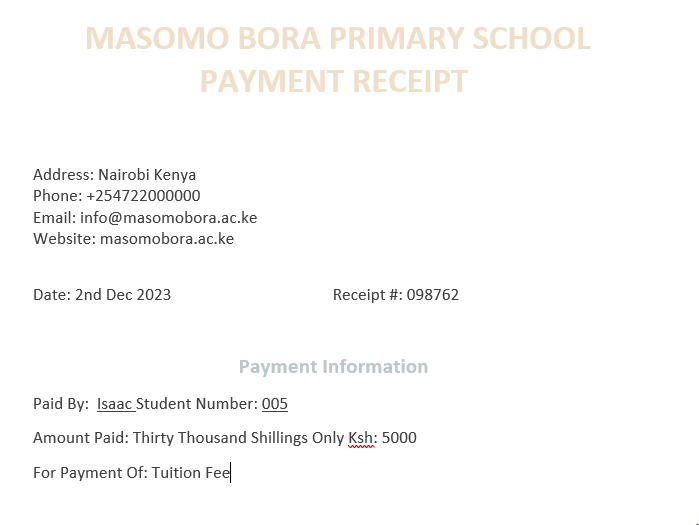 MASOMO BORA PRIMARY SCHOOL
PAYMENT RECEIPT
Address: Nairobi Kenya
Phone: +254722000000
Email: info@masomobora.ac.ke
Website: masomobora.ac.ke
Date: 2nd Dec 2023 Receipt #: 098762
Payment Information
Paid By: Isaac Student Number: 005
Amount Paid: Thirty Thousand Shillings Only Ksh: 5000
For Payment Of: Tuition Fee